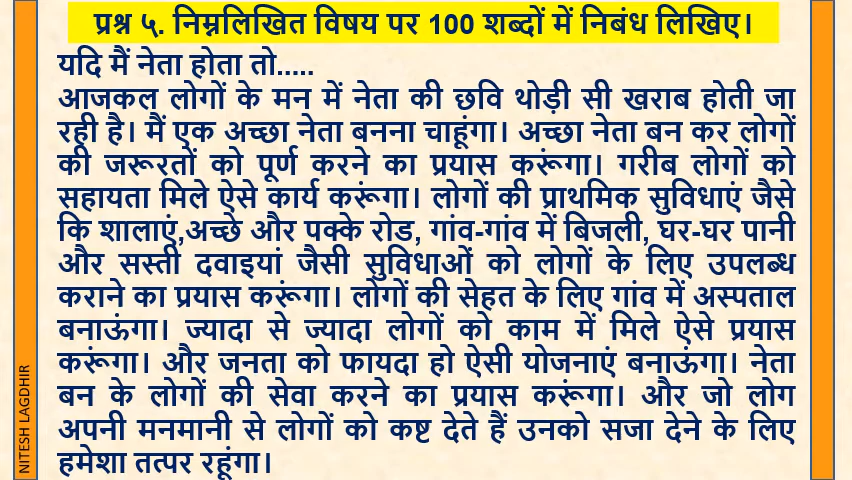 प्रश्न ५. निम्नलिखित विषय पर 100 शब्दों में निबंध लिखिए।
यदि मैं नेता होता तो.....
आजकल लोगों के मन में नेता की छवि थोड़ी सी खराब होती जा
रही है। मैं एक अच्छा नेता बनना चाहूंगा। अच्छा नेता बन कर लोगों
की जरूरतों को पूर्ण करने का प्रयास करूंगा। गरीब लोगों को
सहायता मिले ऐसे कार्य करूंगा। लोगों की प्राथमिक सुविधाएं जैसे
कि शालाएं,अच्छे और पक्के रोड, गांव-गांव में बिजली, घर-घर पानी
और सस्ती दवाइयां जैसी सुविधाओं को लोगों के लिए उपलब्ध
कराने का प्रयास करूंगा। लोगों की सेहत के लिए गांव में अस्पताल
बनाऊंगा। ज्यादा से ज्यादा लोगों को काम में मिले ऐसे प्रयास
करूंगा। और जनता को फायदा हो ऐसी योजनाएं बनाऊंगा। नेता
बन के लोगों की सेवा करने का प्रयास करूंगा। और जो लोग
अपनी मनमानी से लोगों को कष्ट देते हैं उनको सजा देने के लिए
हमेशा तत्पर रहूंगा।
NITESH LAGDHIR